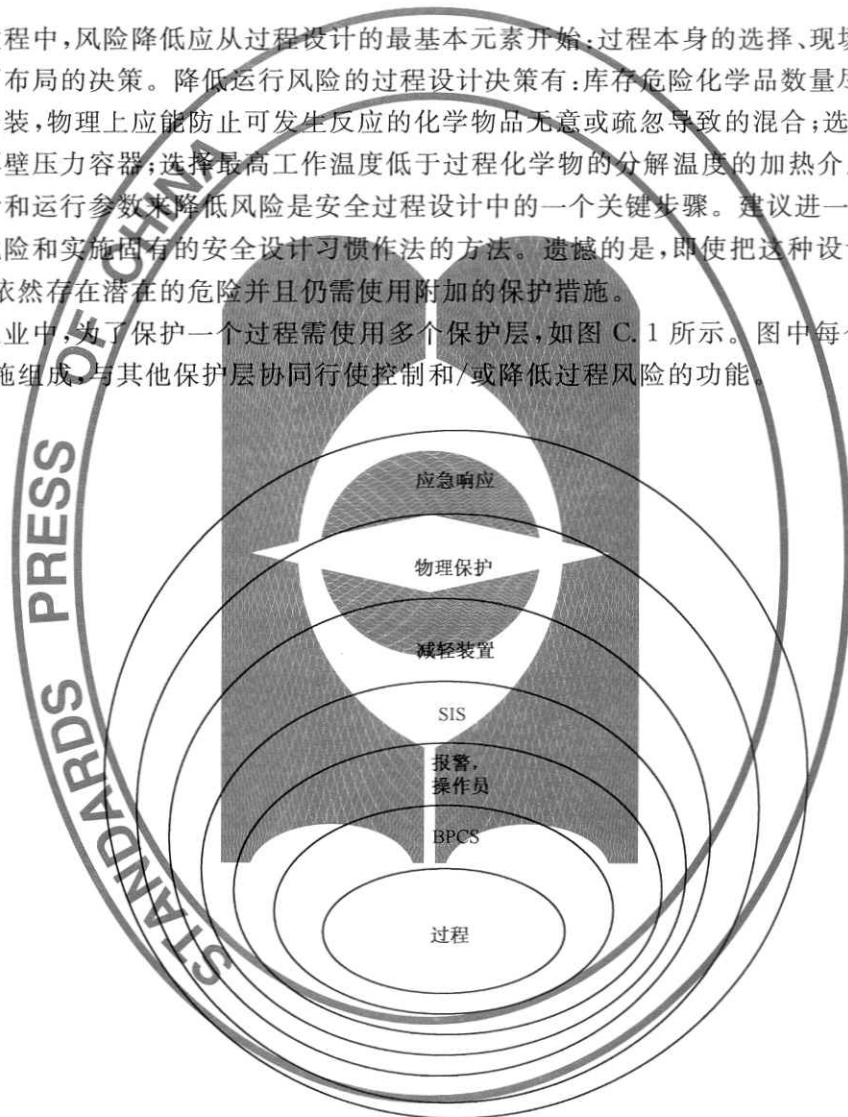 过程中,风险降低应从过程设计的最基本元素开始:过程本身的选择、现场
布局的决策。降低运行风险的过程设计决策有:库存危险化学品数量尽
装,物理上应能防止可发生反应的化学物品无意或疏忽导致的混合;选
壁压力容器;选择最高工作温度低于过程化学物的分解温度的加热介
和运行参数来降低风险是安全过程设计中的一个关键步骤。建议进一
险和实施固有的安全设计习惯作法的方法。遗憾的是,即使把这种设
依然存在潜在的危险并且仍需使用附加的保护措施。
业中,为了保护一个过程需使用多个保护层,如图 C.1 所示。图中每
施组成,与其他保护层协同行使控制和/或降低过程风险的功能。
应急响应
物理保护
减轻装置
SIS
报警,
操作员
BPCS
过程
STANDARDS PRESS OF CHINA